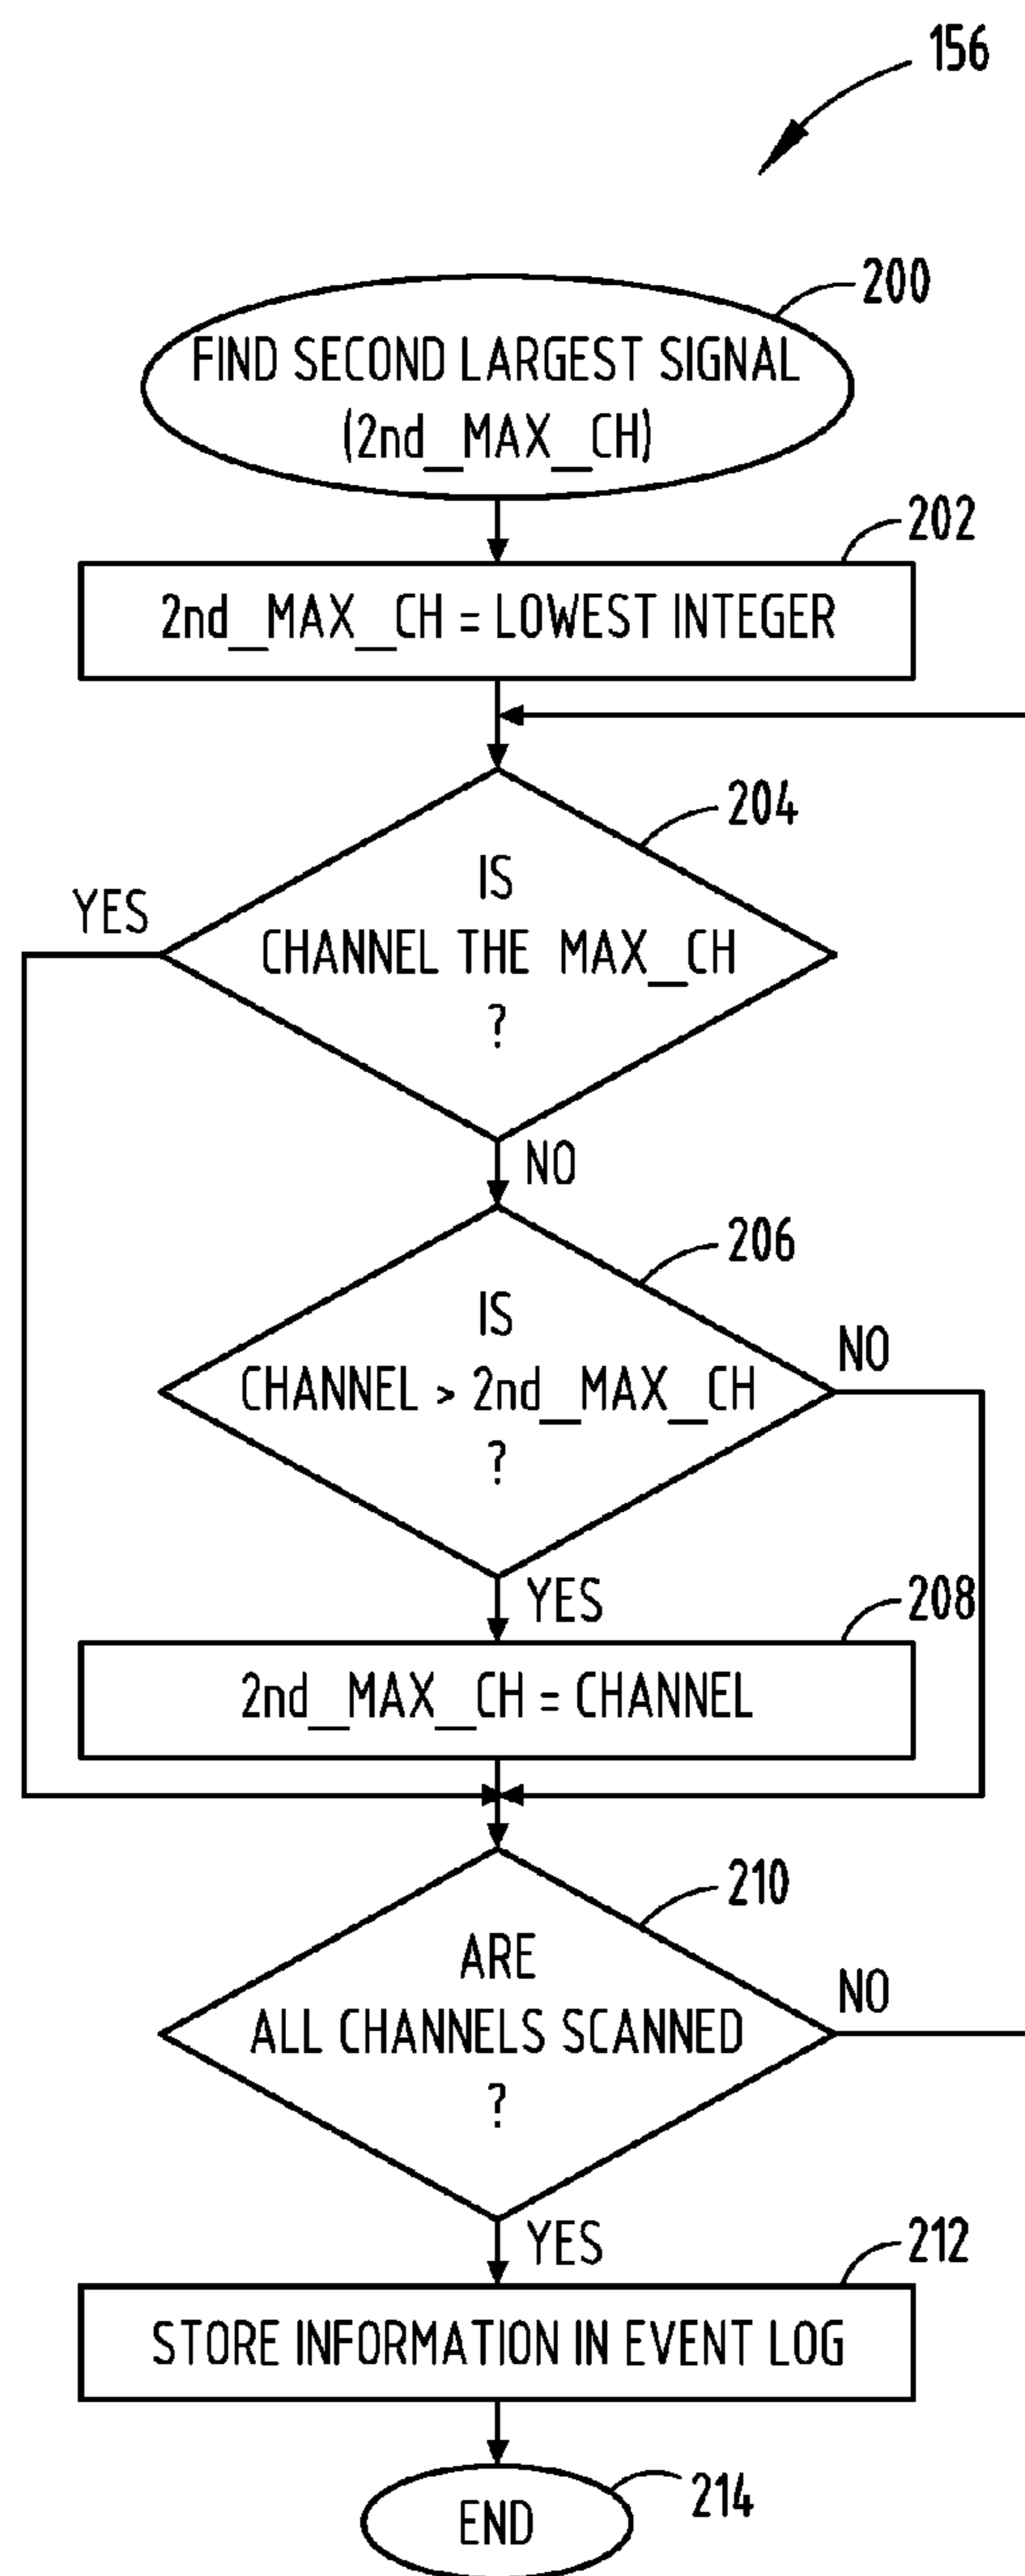 156
200
FIND SECOND LARGEST SIGNAL
(2nd_MAX_CH)
202
2nd_MAX_CH = LOWEST INTEGER
204
YES
IS
CHANNEL THE MAX_CH
?
NO
206
IS
NO
CHANNEL > 2nd_MAX_CH
?
YES
208
2nd_MAX_CH = CHANNEL
210
ARE
NO
ALL CHANNELS SCANNED
?
YES
212
STORE INFORMATION IN EVENT LOG
214
END